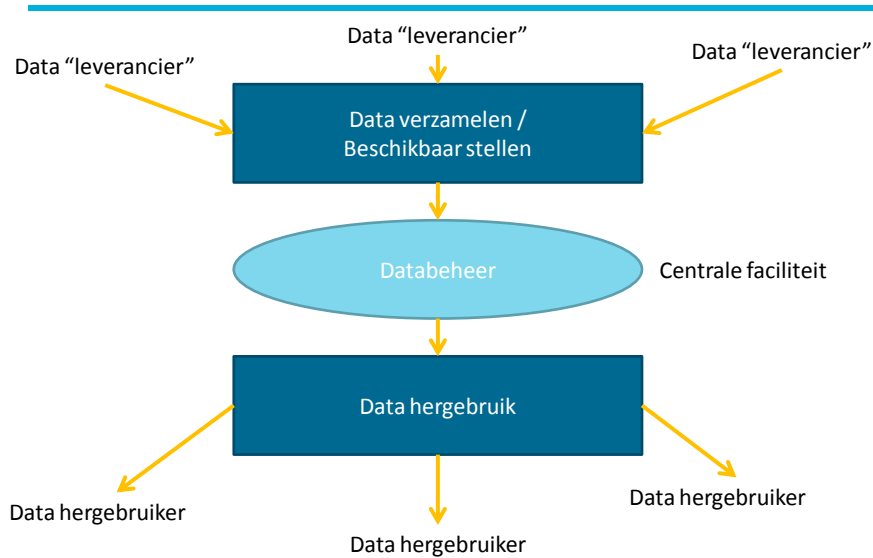 Data “leverancier”
Data “leverancier”
Data “leverancier”
Data verzamelen /
Beschikbaar stellen
Databeheer
Centrale faciliteit
Data hergebruik
Data hergebruiker
Data hergebruiker
Data hergebruiker